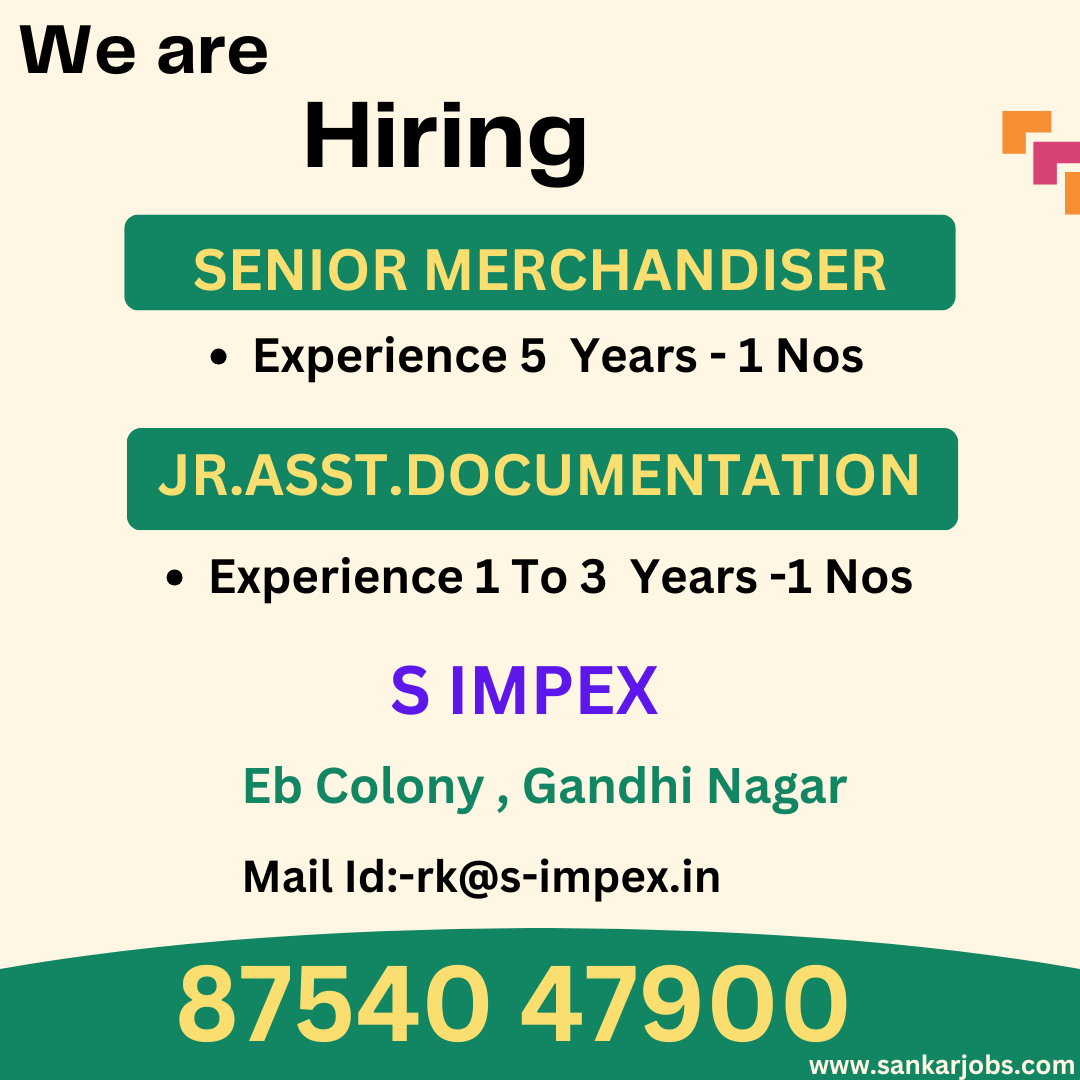 We are
Hiring
SENIOR MERCHANDISER
• Experience 5 Years - 1 Nos
JR.ASST.DOCUMENTATION
• Experience 1 To 3 Years -1 Nos
S IMPEX
Eb Colony , Gandhi Nagar
Mail Id:-rk@s-impex.in
87540 47900
www.sankarjobs.com